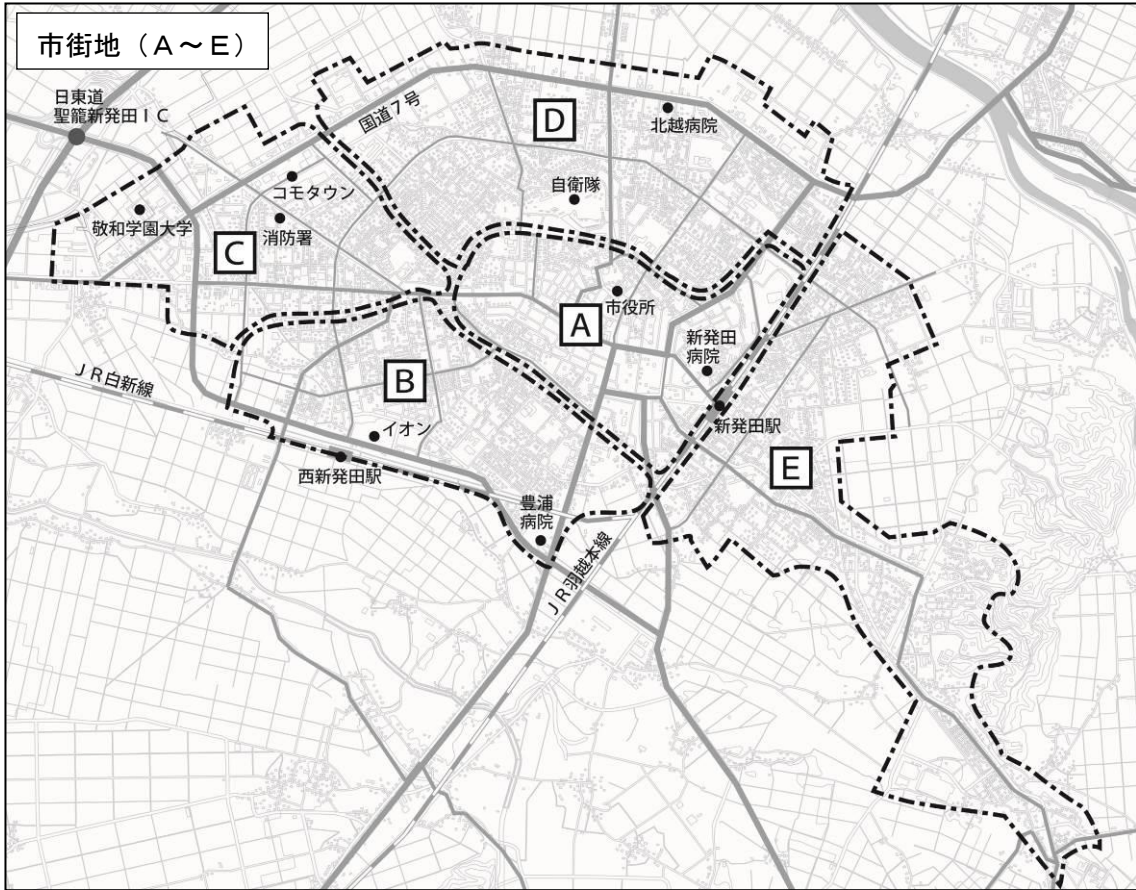 市街地（A～E）
日東道
聖籠新発田IC
国道7号
D
北越病院
コモタウン
自衛隊
敬和学園大学
消防署
C
市役所
A
新発田
病院
JR白新線
B
新発田駅
イオン
西新発田駅
E
豊浦
病院
JR羽越本線